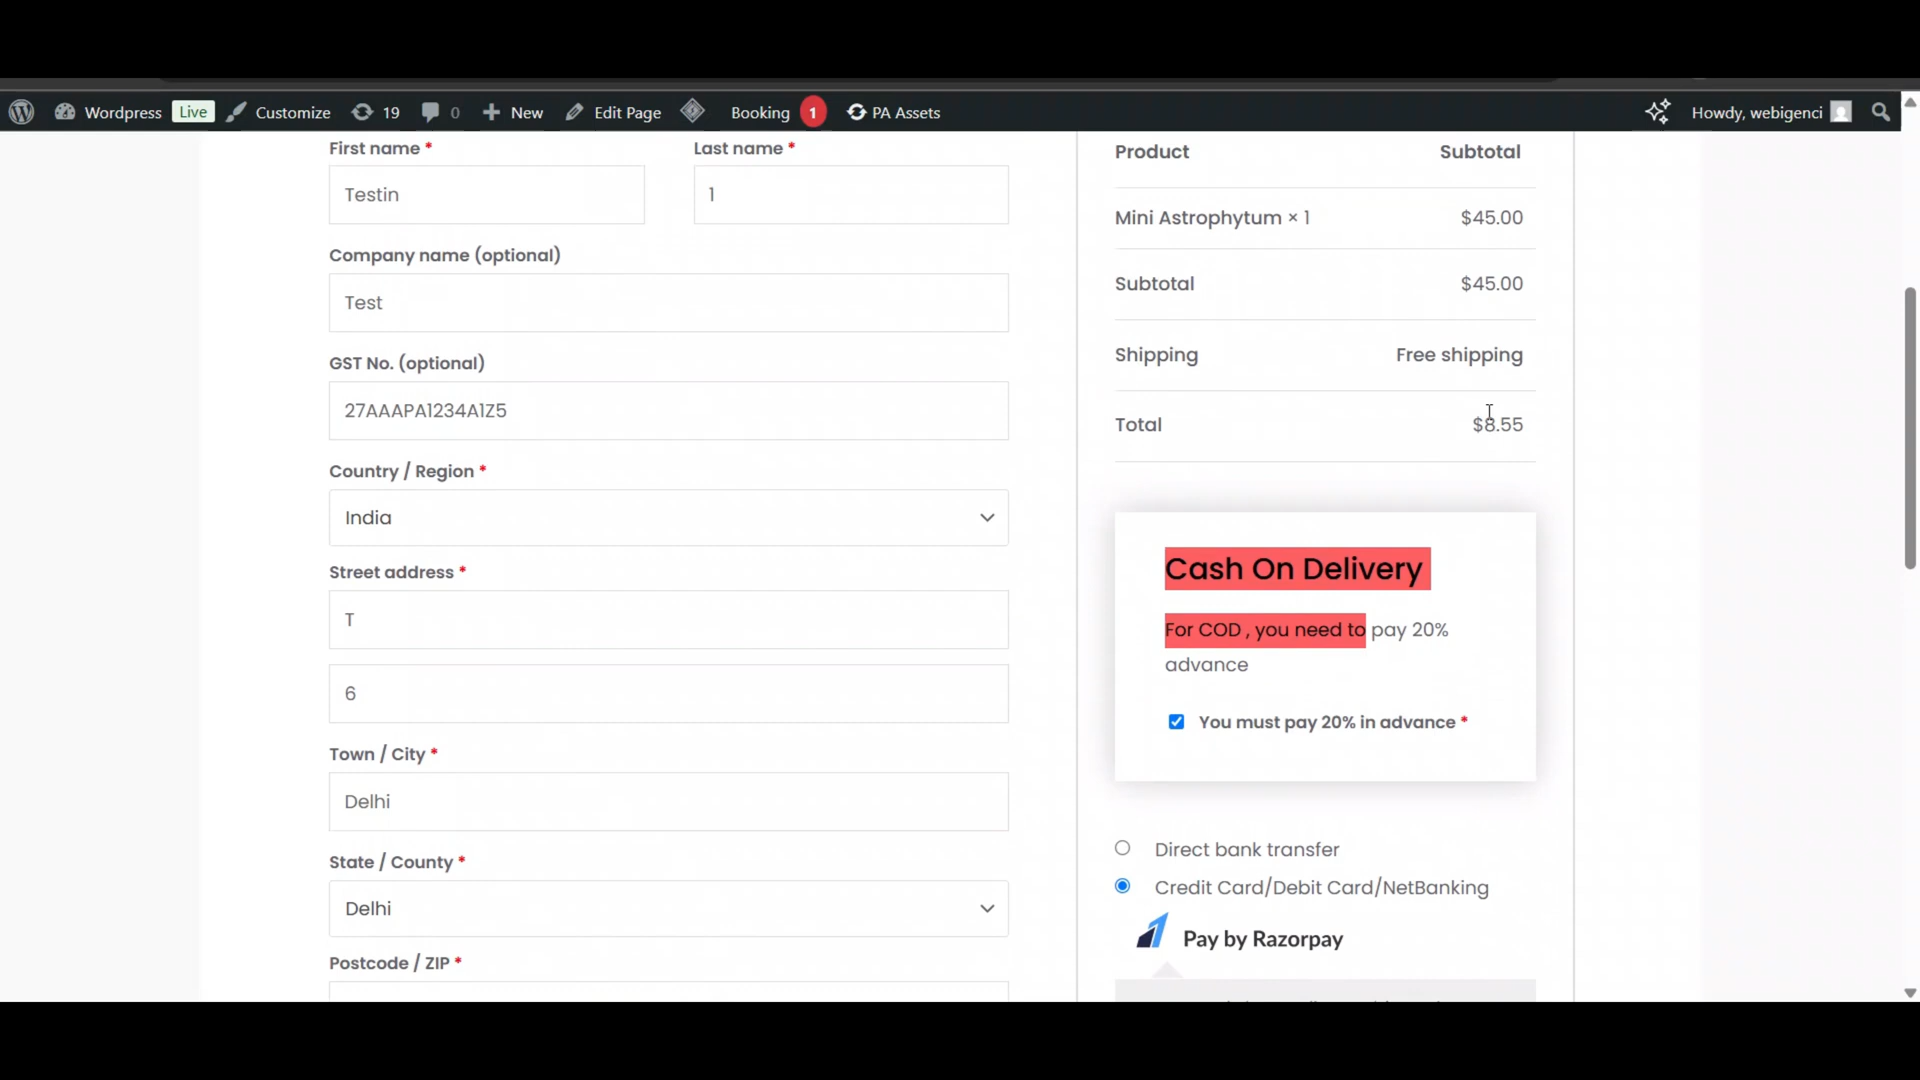 Wordpress Live Customize 19 0 New Edit Page Booking 1 PA Assets Howdy, webigenci
First name *
Last name *
Testin
1
Company name (optional)
Test
GST No. (optional)
27AAAPA1234A1Z5
Country / Region *
India
Street address *
T
6
Town / City *
Delhi
State / County *
Delhi
Postcode / ZIP *
Product Subtotal
Mini Astrophytum × 1 $45.00
Subtotal $45.00
Shipping Free shipping
Total $8.55
Cash On Delivery
For COD , you need to pay 20%
advance
You must pay 20% in advance *
Direct bank transfer
Credit Card/Debit Card/NetBanking
Pay by Razorpay